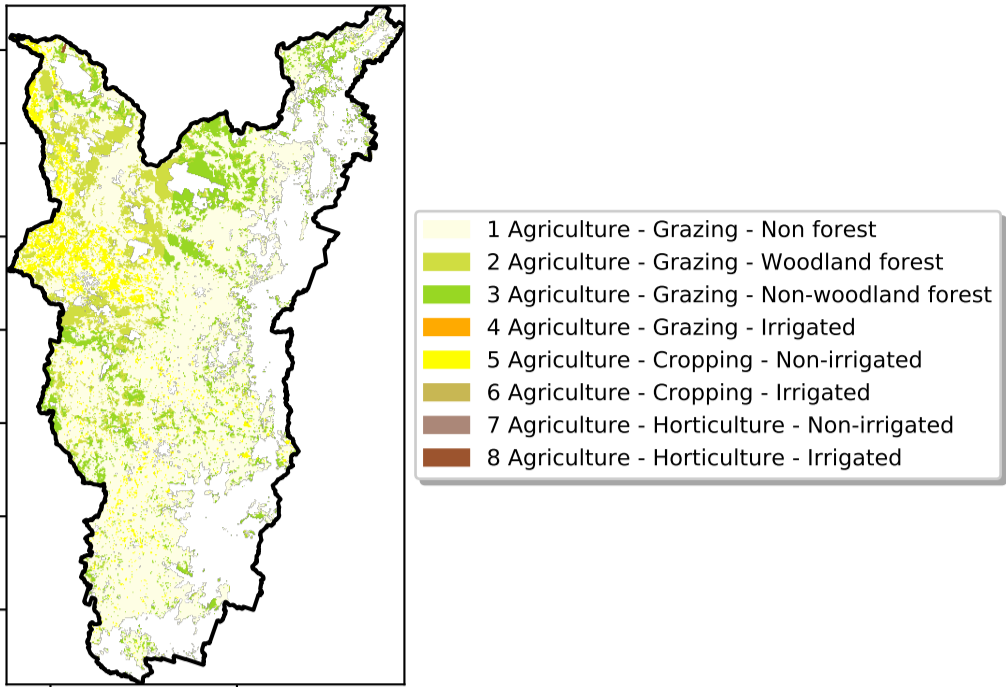 1 Agriculture - Grazing - Non forest
2 Agriculture - Grazing - Woodland forest
3 Agriculture - Grazing - Non-woodland forest
4 Agriculture - Grazing - Irrigated
5 Agriculture - Cropping - Non-irrigated
6 Agriculture - Cropping - Irrigated
7 Agriculture - Horticulture - Non-irrigated
8 Agriculture - Horticulture - Irrigated